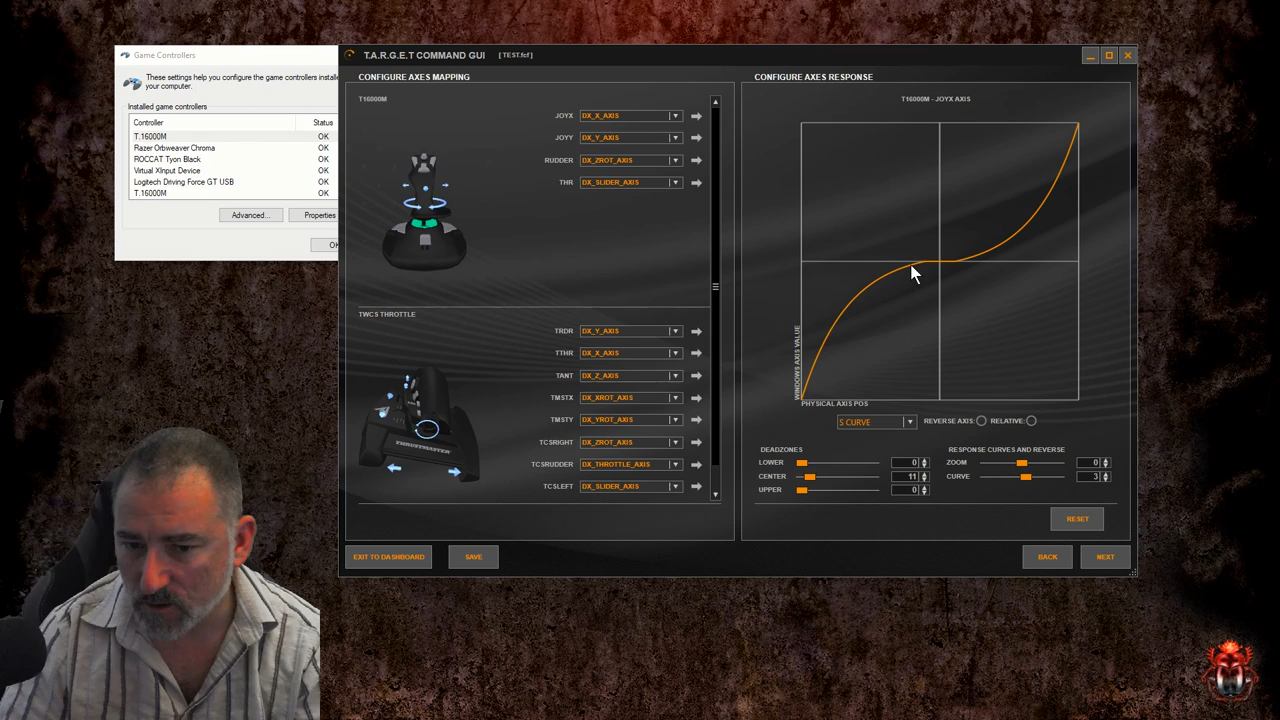 Game Controllers
These settings help you configure the game controllers installe
your computer.
Installed game controllers
Controller Status
T.16000M OK
Razer Orbweaver Chroma OK
ROCCAT Tyon Black OK
Virtual XInput Device OK
Logitech Driving Force GT USB OK
T.16000M OK
Advanced... Properties
OK
T.A.R.G.E.T COMMAND GUI [ TEST.fcf ]
CONFIGURE AXES MAPPING
T16000M
JOYX DX_X_AXIS
JOYY DX_Y_AXIS
RUDDER DX_ZROT_AXIS
THR DX_SLIDER_AXIS
TWCS THROTTLE
TRDR DX_Y_AXIS
TTHR DX_X_AXIS
TANT DX_Z_AXIS
TMSTX DX_XROT_AXIS
TMSTY DX_YROT_AXIS
TCSRIGHT DX_ZROT_AXIS
TCSRUDDER DX_THROTTLE_AXIS
TCSLEFT DX_SLIDER_AXIS
THRUSTMASTER
EXIT TO DASHBOARD SAVE
CONFIGURE AXES RESPONSE
T16000M - JOYX AXIS
WINDOWS AXIS VALUE
PHYSICAL AXIS POS
S CURVE REVERSE AXIS: RELATIVE:
DEADZONES
LOWER 0
CENTER 11
UPPER 0
RESPONSE CURVES AND REVERSE
ZOOM 0
CURVE 3
RESET
BACK NEXT